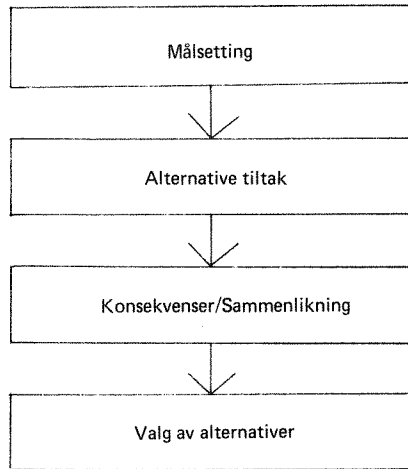 Målsetting
Alternative tiltak
Konsekvenser/Sammenlikning
Valg av alternativer